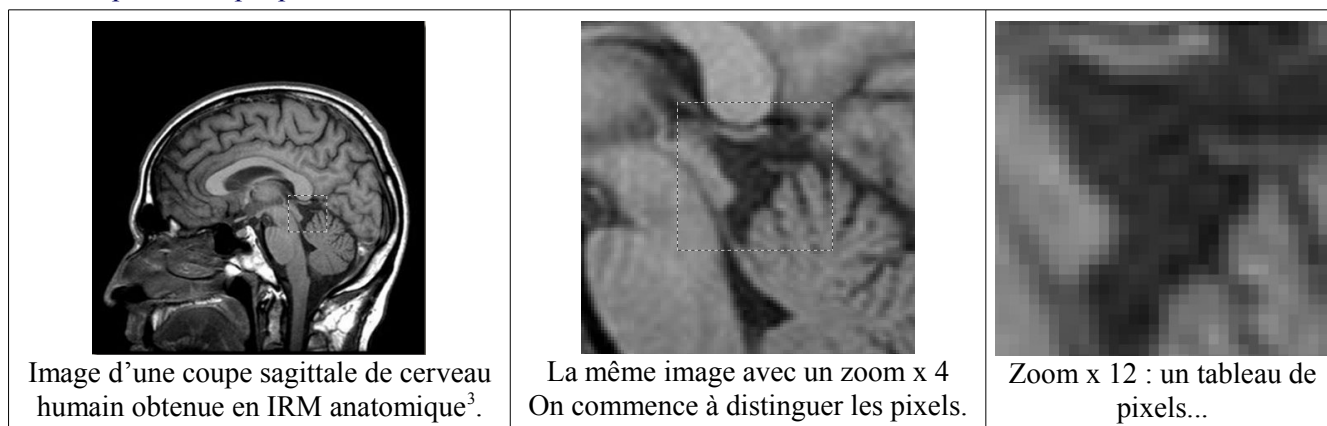 Image d’une coupe sagittale de cerveau
humain obtenue en IRM anatomique³.
La même image avec un zoom x 4
On commence à distinguer les pixels.
Zoom x 12 : un tableau de
pixels...